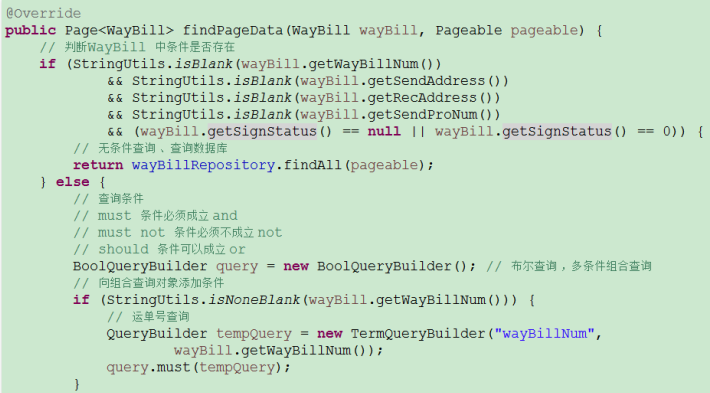 @Override
public Page<WayBill> findPageData(WayBill wayBill, Pageable pageable) {
    // 判断WayBill 中条件是否存在
    if (StringUtils.isBlank(wayBill.getWayBillNum())
            && StringUtils.isBlank(wayBill.getSendAddress())
            && StringUtils.isBlank(wayBill.getRecAddress())
            && StringUtils.isBlank(wayBill.getSendProNum())
            && (wayBill.getSignStatus() == null || wayBill.getSignStatus() == 0)) {
        // 无条件查询 、查询数据库
        return wayBillRepository.findAll(pageable);
    } else {
        // 查询条件
        // must 条件必须成立 and
        // must not 条件必须不成立 not
        // should 条件可以成立 or
        BoolQueryBuilder query = new BoolQueryBuilder(); // 布尔查询 ，多条件组合查询
        // 向组合查询对象添加条件
        if (StringUtils.isNoneBlank(wayBill.getWayBillNum())) {
            // 运单号查询
            QueryBuilder tempQuery = new TermQueryBuilder("wayBillNum",
                    wayBill.getWayBillNum());
            query.must(tempQuery);
        }